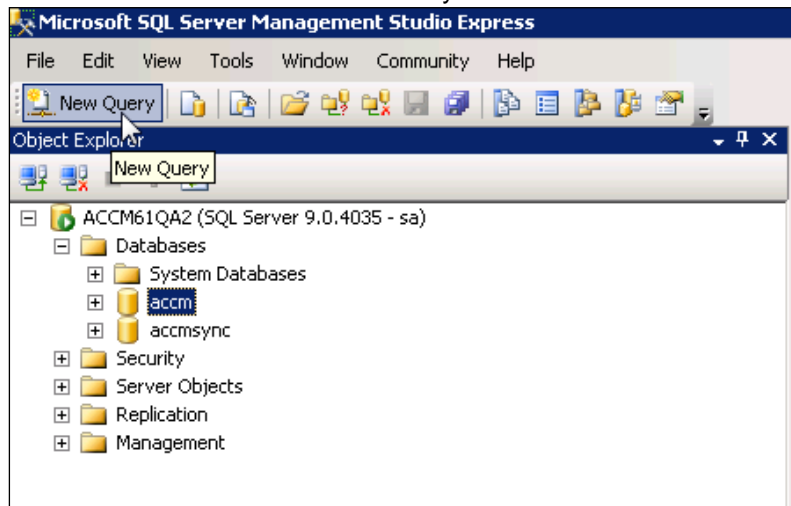 Microsoft SQL Server Management Studio Express
File Edit View Tools Window Community Help
New Query
Object Explorer
New Query
ACCM61QA2 (SQL Server 9.0.4035 - sa)
Databases
System Databases
accm
accmsync
Security
Server Objects
Replication
Management